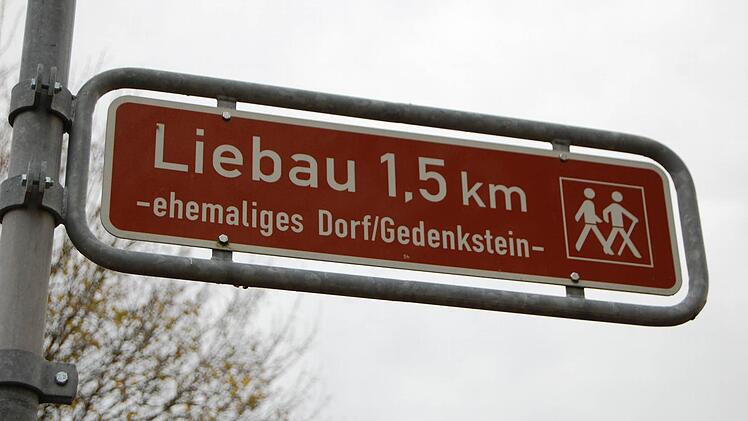 Liebau 1,5 km
-ehemaliges Dorf/Gedenkstein-